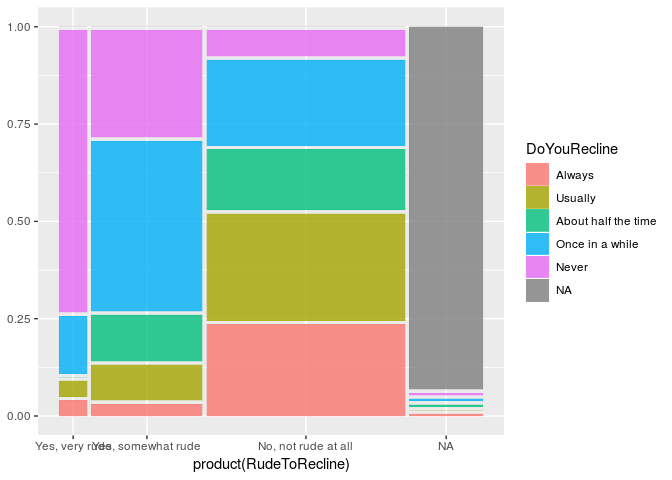 1.00
0.75
0.50
0.25
0.00
Yes, very rude
Yes, somewhat rude
No, not rude at all
NA
product(RudeToRecline)
DoYouRecline
Always
Usually
About half the time
Once in a while
Never
NA